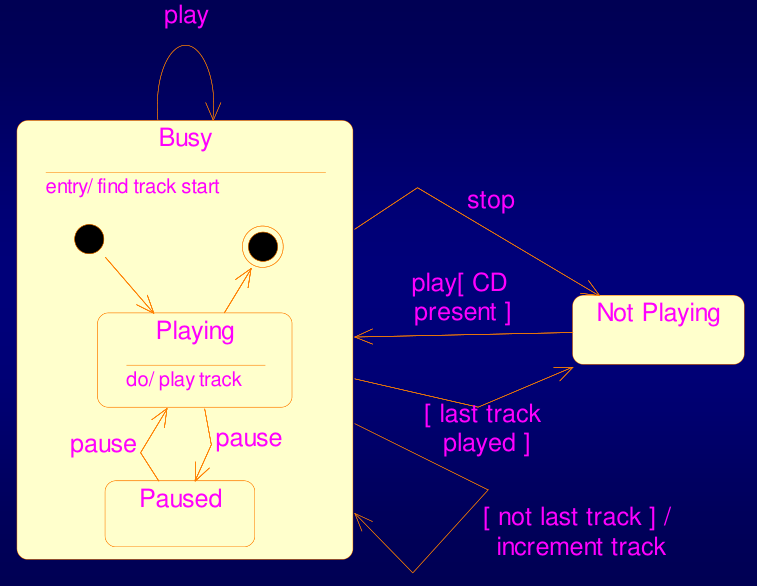 play
Busy
entry/ find track start
stop
play[ CD
present ]
Not Playing
Playing
do/ play track
[ last track
played ]
pause
pause
Paused
[ not last track ] /
increment track